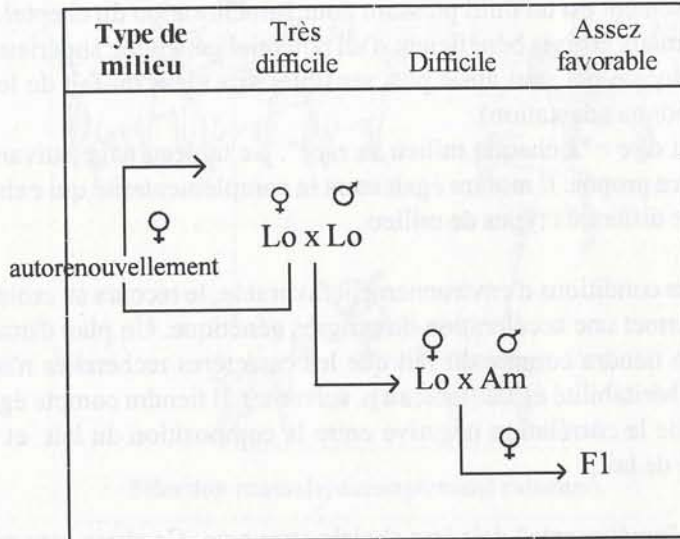 Type de milieu
Très difficile
Difficile
Assez favorable
♀
♀ ♂
Lo x Lo
autorenouvellement
♀ ♂
Lo x Am
♀
F1